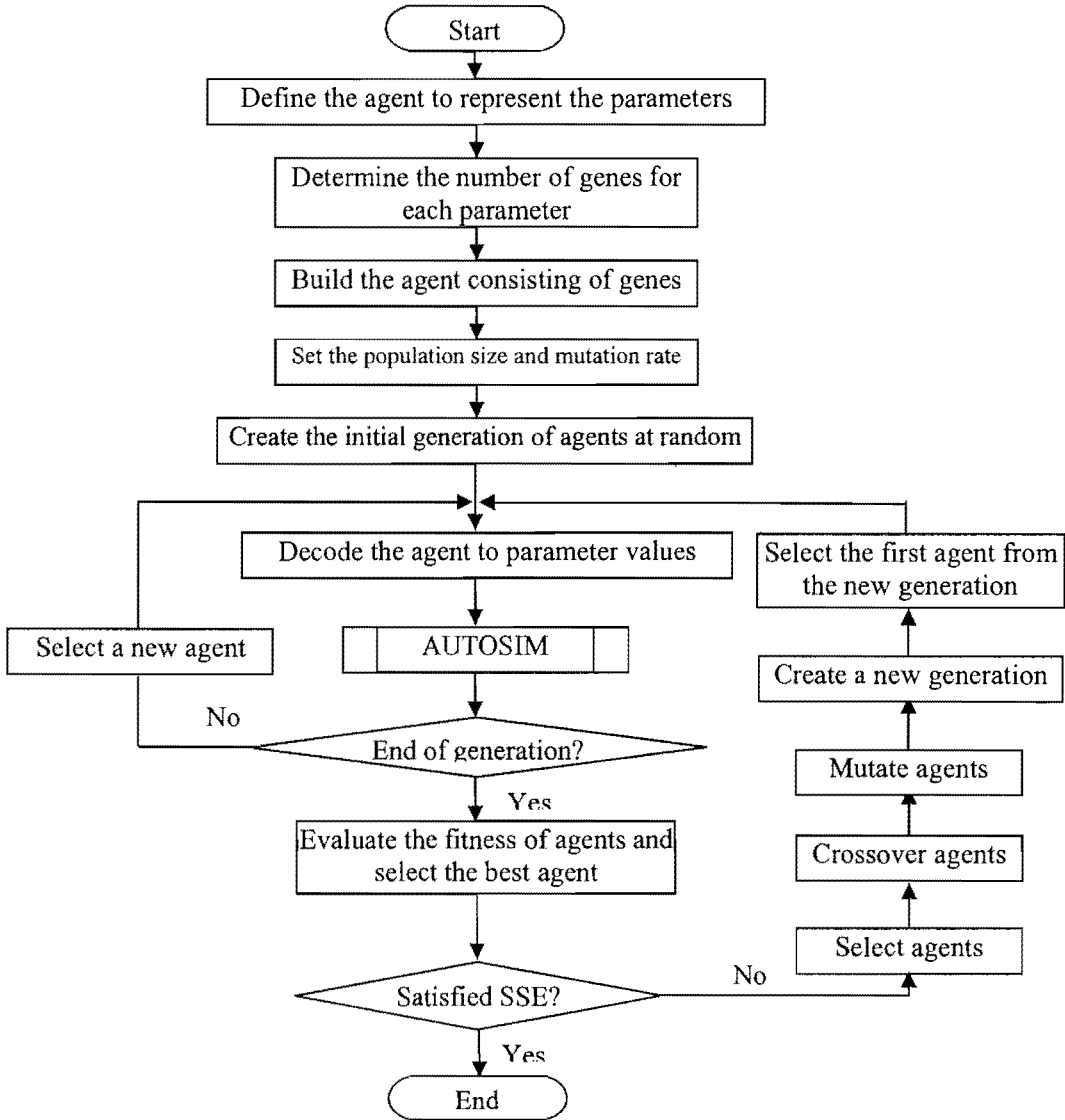 Start
Define the agent to represent the parameters
Determine the number of genes for
each parameter
Build the agent consisting of genes
Set the population size and mutation rate
Create the initial generation of agents at random
Decode the agent to parameter values
Select the first agent from
the new generation
Select a new agent
AUTOSIM
Create a new generation
No
End of generation?
Mutate agents
Yes
Evaluate the fitness of agents and
select the best agent
Crossover agents
Select agents
No
Satisfied SSE?
Yes
End